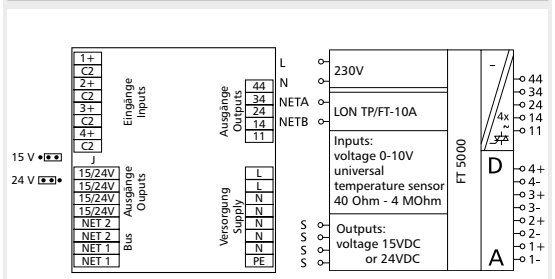 1+
C2
2+
C2
3+
C2
4+
C2
J
15/24V
15/24V
15/24V
15/24V
NET 2
NET 2
NET 1
NET 1
Eingänge
Inputs
Ausgänge
Ouputs
Bus
15 V
24 V
Ausgänge
Outputs
44
34
24
14
11
Versorgung
Supply
L
L
N
N
N
N
N
PE
L
N
NETA
NETB
S
S
S
S
230V
LON TP/FT-10A
Inputs:
voltage 0-10V
universal
temperature sensor
40 Ohm - 4 MOhm
Outputs:
voltage 15VDC
or 24VDC
FT 5000
–
4x
~
D
A
44
34
24
14
11
4+
4-
3+
3-
2+
2-
1+
1-